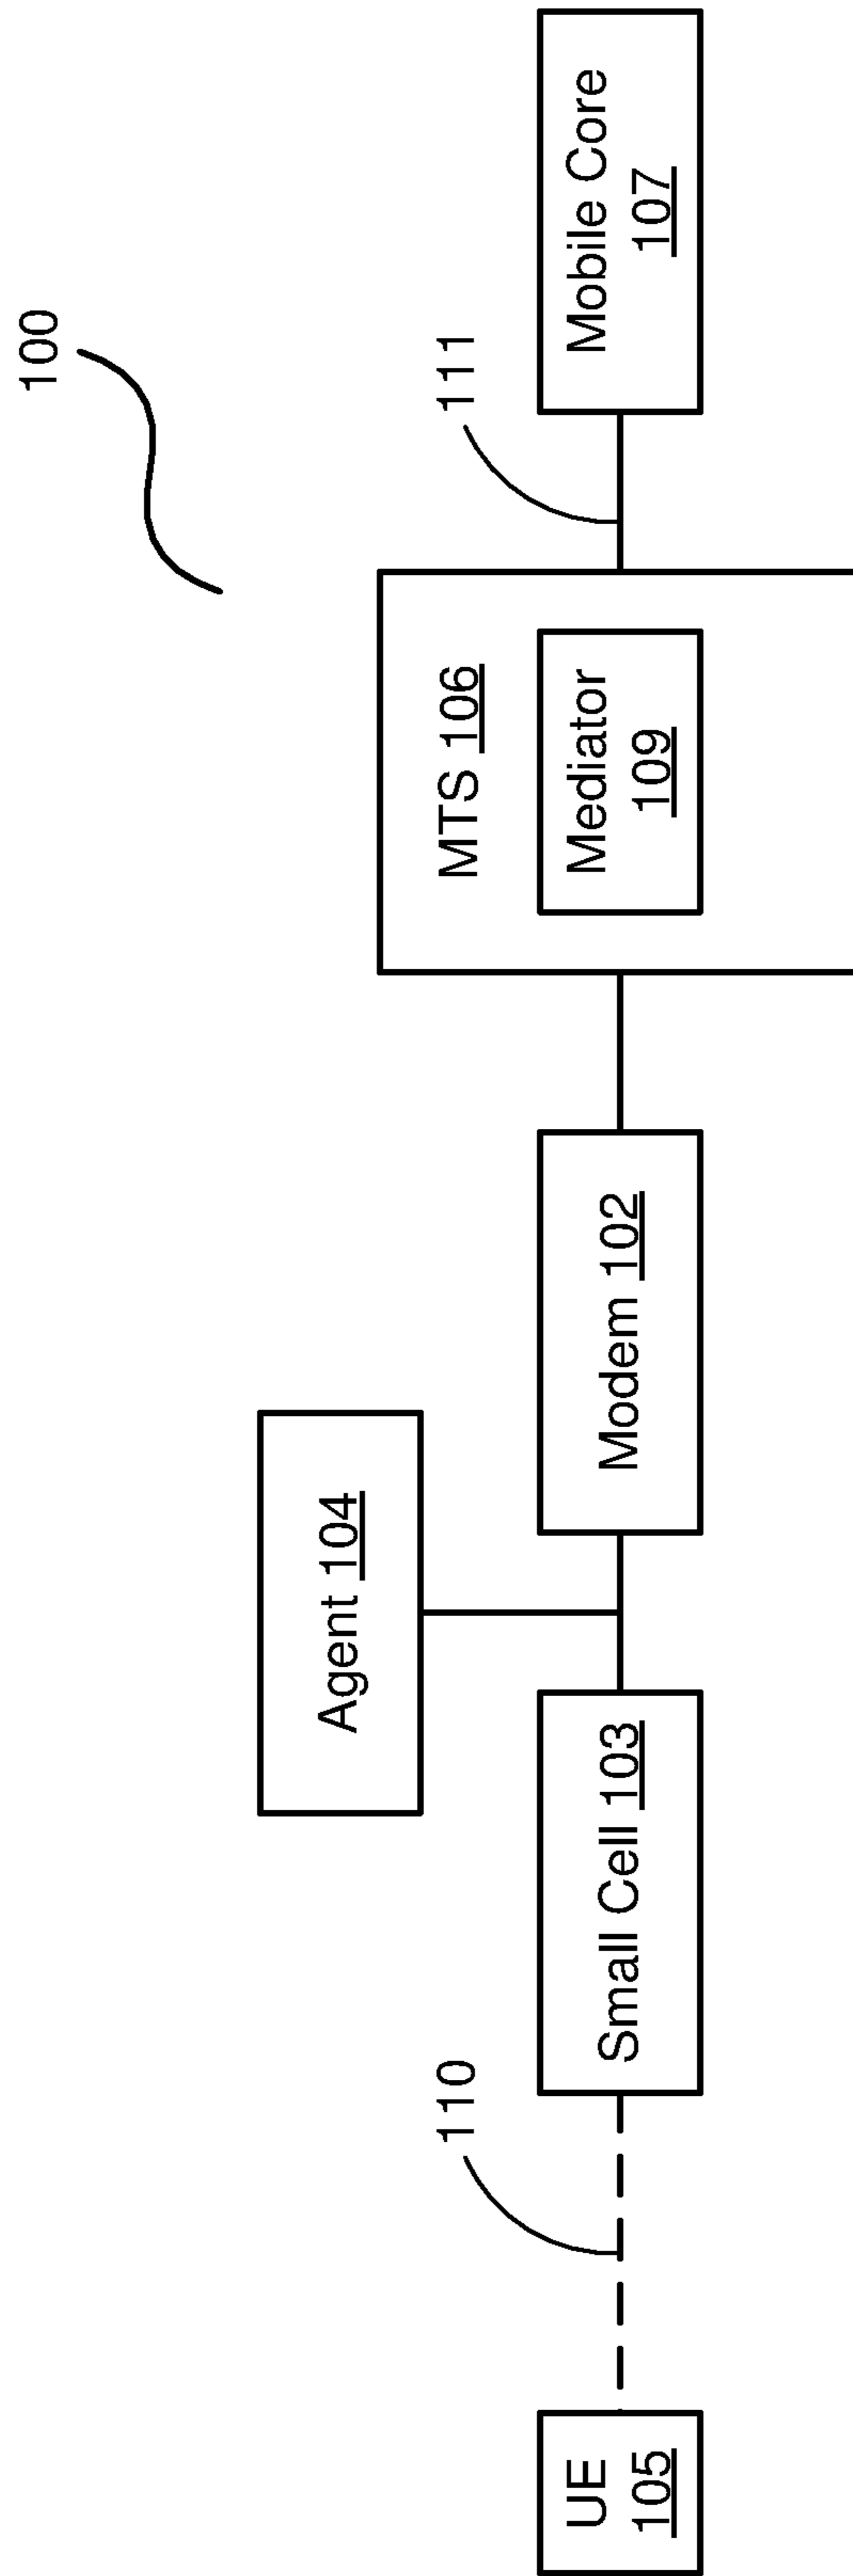 100
111
110
Agent 104
MTS 106
UE
105
Small Cell 103
Modem 102
Mediator
109
Mobile Core
107